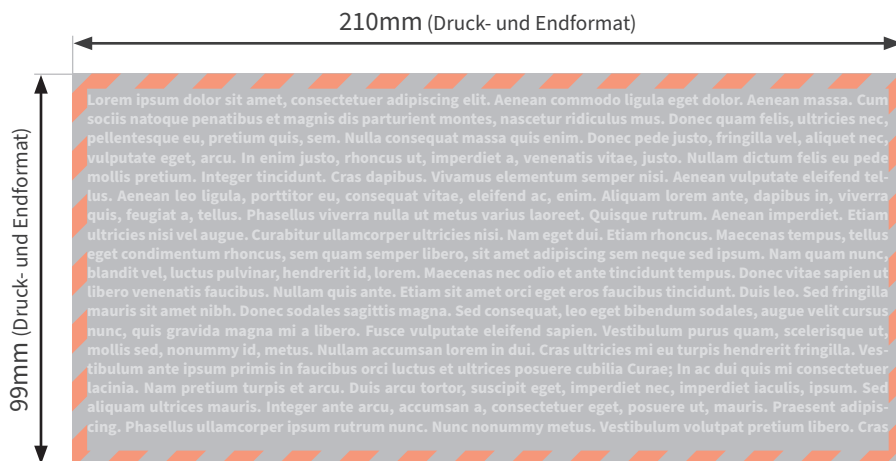 210mm (Druck- und Endformat)
99mm (Druck- und Endformat)
Lorem ipsum dolor sit amet, consectetuer adipiscing elit. Aenean commodo ligula eget dolor. Aenean massa. Cum
sociis natoque penatibus et magnis dis parturient montes, nascetur ridiculus mus. Donec quam felis, ultricies nec,
pellentesque eu, pretium quis, sem. Nulla consequat massa quis enim. Donec pede justo, fringilla vel, aliquet nec,
vulputate eget, arcu. In enim justo, rhoncus ut, imperdiet a, venenatis vitae, justo. Nullam dictum felis eu pede
mollis pretium. Integer tincidunt. Cras dapibus. Vivamus elementum semper nisi. Aenean vulputate eleifend tel-
lus. Aenean leo ligula, porttitor eu, consequat vitae, eleifend ac, enim. Aliquam lorem ante, dapibus in, viverra
quis, feugiat a, tellus. Phasellus viverra nulla ut metus varius laoreet. Quisque rutrum. Aenean imperdiet. Etiam
ultricies nisi vel augue. Curabitur ullamcorper ultricies nisi. Nam eget dui. Etiam rhoncus. Maecenas tempus, tellus
eget condimentum rhoncus, sem quam semper libero, sit amet adipiscing sem neque sed ipsum. Nam quam nunc,
blandit vel, luctus pulvinar, hendrerit id, lorem. Maecenas nec odio et ante tincidunt tempus. Donec vitae sapien ut
libero venenatis faucibus. Nullam quis ante. Etiam sit amet orci eget eros faucibus tincidunt. Duis leo. Sed fringilla
mauris sit amet nibh. Donec sodales sagittis magna. Sed consequat, leo eget bibendum sodales, augue velit cursus
nunc, quis gravida magna mi a libero. Fusce vulputate eleifend sapien. Vestibulum purus quam, scelerisque ut,
mollis sed, nonummy id, metus. Nullam accumsan lorem in dui. Cras ultricies mi eu turpis hendrerit fringilla. Ves-
tibulum ante ipsum primis in faucibus orci luctus et ultrices posuere cubilia Curae; In ac dui quis mi consectetuer
lacinia. Nam pretium turpis et arcu. Duis arcu tortor, suscipit eget, imperdiet nec, imperdiet iaculis, ipsum. Sed
aliquam ultrices mauris. Integer ante arcu, accumsan a, consectetuer eget, posuere ut, mauris. Praesent adipis-
cing. Phasellus ullamcorper ipsum rutrum nunc. Nunc nonummy metus. Vestibulum volutpat pretium libero. Cras